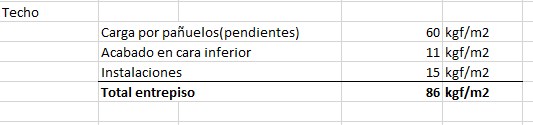 Techo
Carga por pañuelos(pendientes) 60 kgf/m2
Acabado en cara inferior 11 kgf/m2
Instalaciones 15 kgf/m2
Total entrepiso 86 kgf/m2